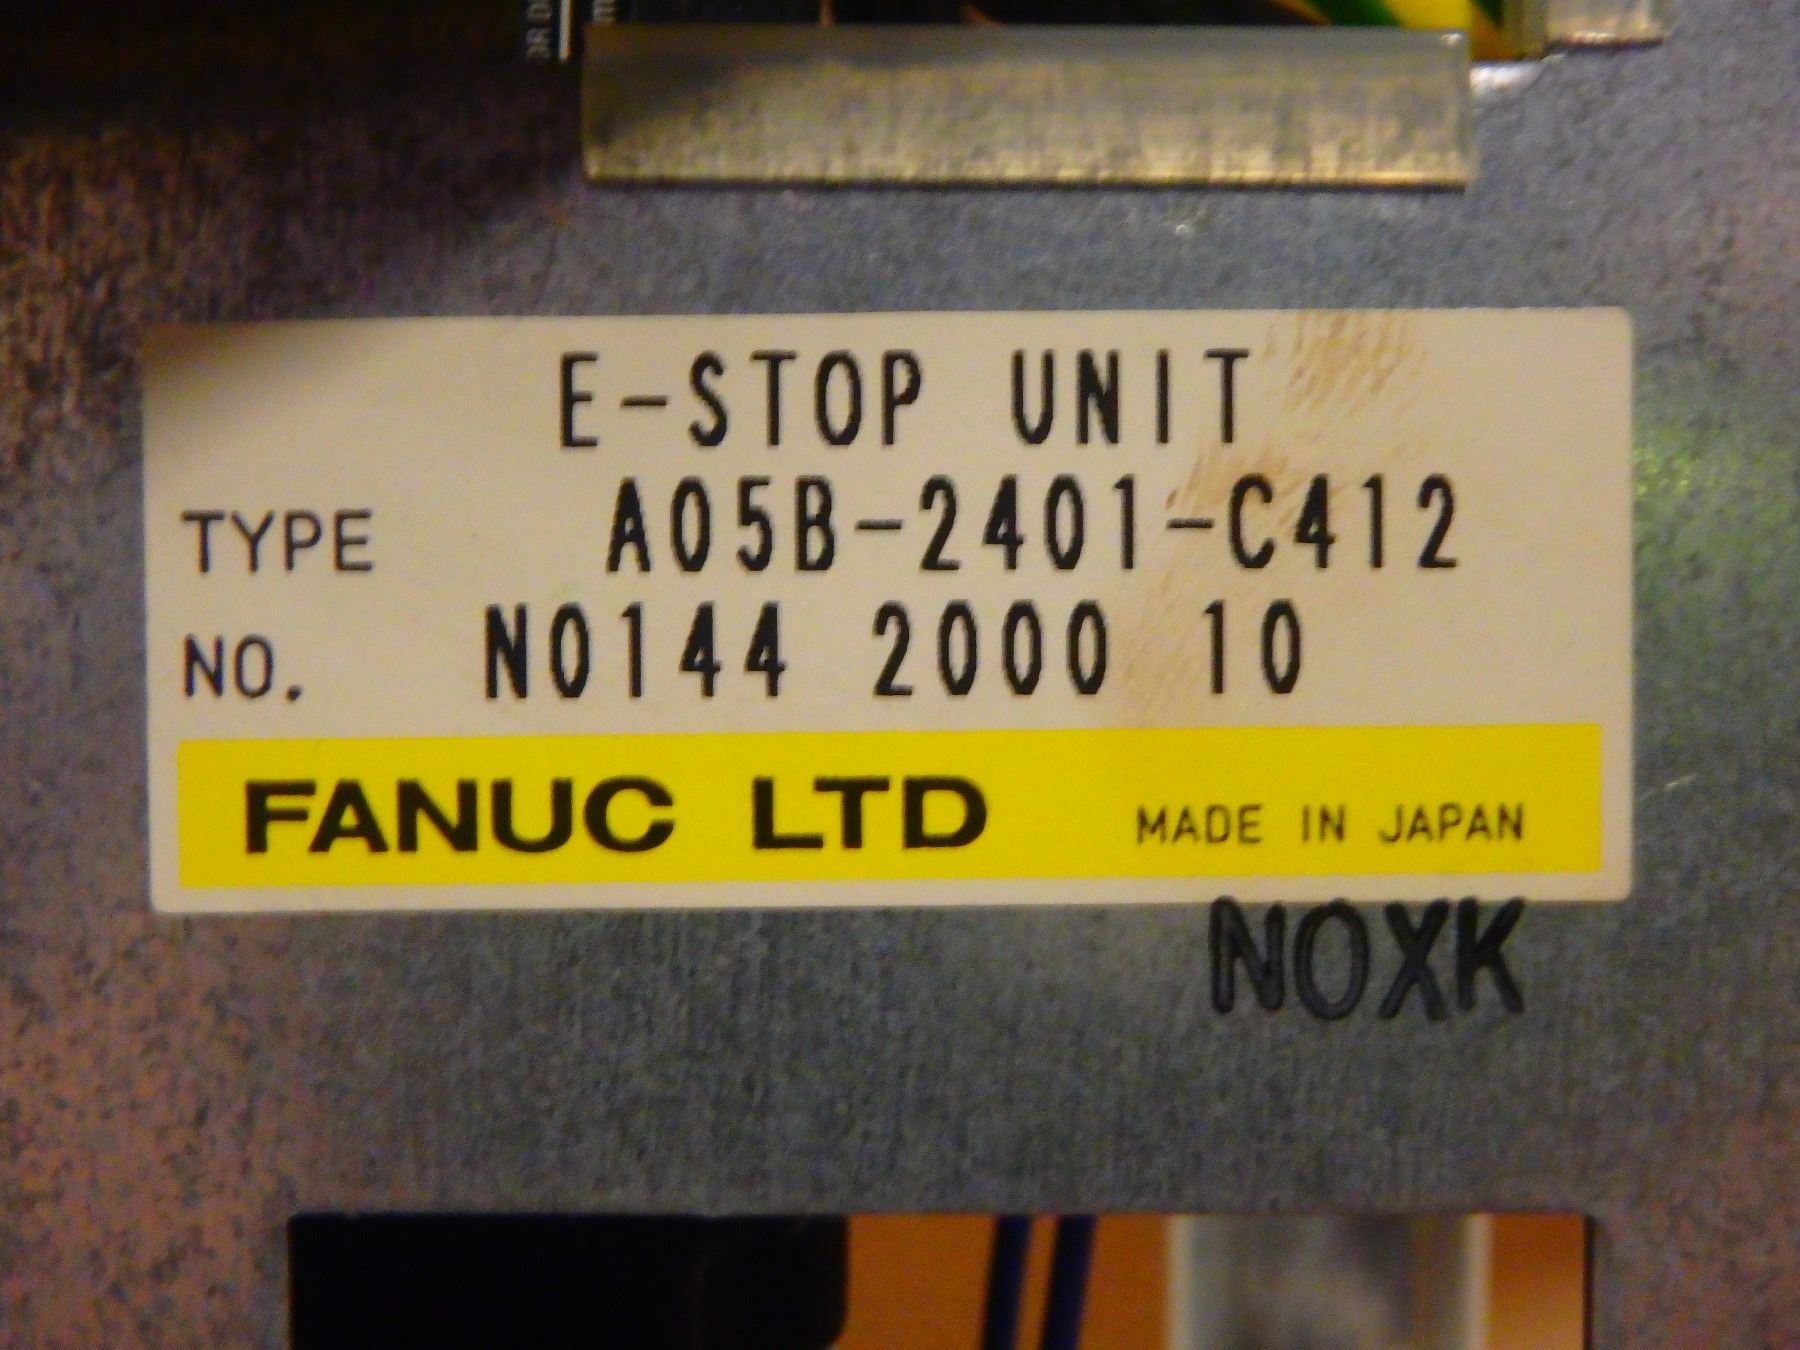 E-STOP UNIT
TYPE A05B-2401-C412
NO. N0144 2000 10
FANUC LTD MADE IN JAPAN
NOXK